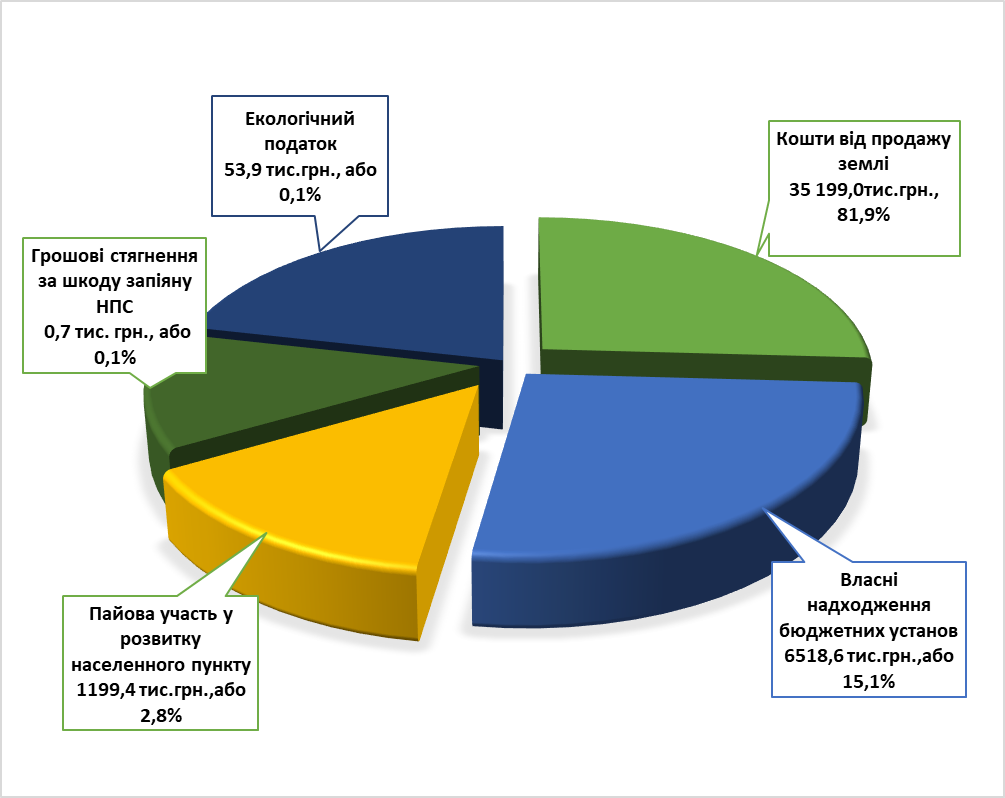 Екологічний
податок
53,9 тис.грн., або
0,1%
Кошти від продажу
землі
35 199,0тис.грн.,
81,9%
Грошові стягнення
за шкоду запіяну
НПС
0,7 тис. грн., або
0,1%
Власні
надходження
бюджетних установ
6518,6 тис.грн.,або
15,1%
Пайова участь у
розвитку
населенного пункту
1199,4 тис.грн.,або
2,8%